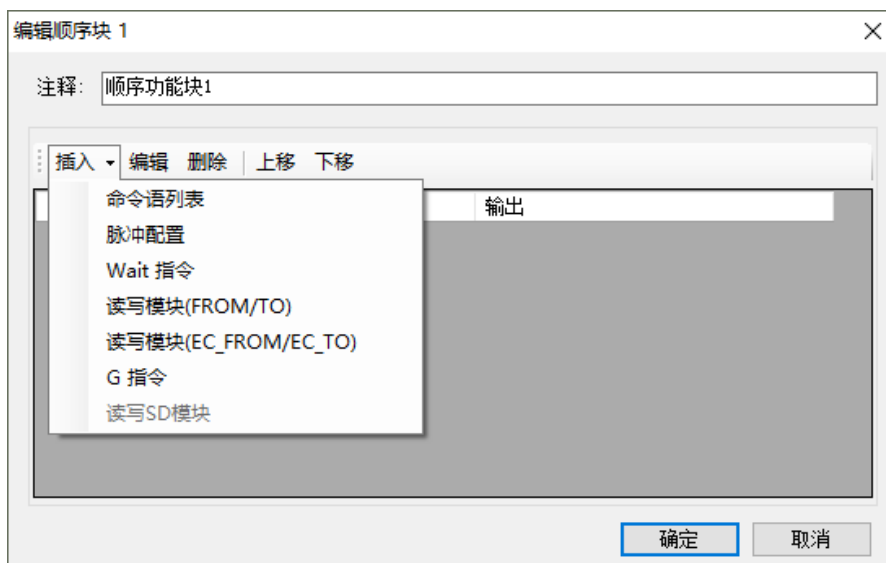 编辑顺序块 1
注释: 顺序功能块1
插入 编辑 删除 上移 下移
输出
命令语列表
脉冲配置
Wait 指令
读写模块(FROM/TO)
读写模块(EC_FROM/EC_TO)
G 指令
读写SD模块
确定 取消